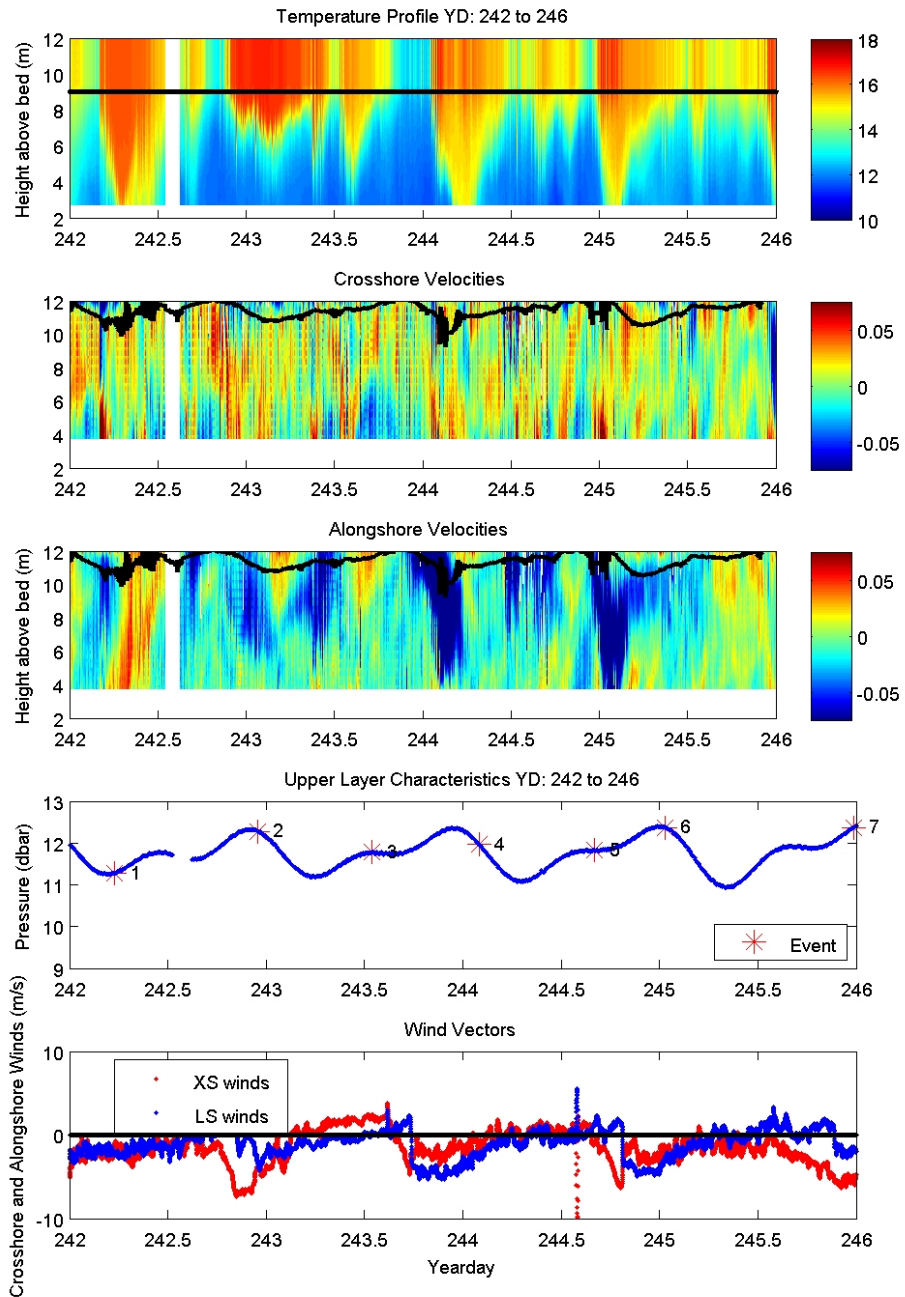 Temperature Profile YD: 242 to 246
Height above bed (m)
12
10
8
6
4
2
242 242.5 243 243.5 244 244.5 245 245.5 246
18
16
14
12
10
Crosshore Velocities
12
10
8
6
4
2
242 242.5 243 243.5 244 244.5 245 245.5 246
0.05
0
-0.05
Alongshore Velocities
Height above bed (m)
12
10
8
6
4
2
242 242.5 243 243.5 244 244.5 245 245.5 246
0.05
0
-0.05
Upper Layer Characteristics YD: 242 to 246
Pressure (dbar)
13
12
11
10
9
1 2 3 4 5 6 7
Event
242 242.5 243 243.5 244 244.5 245 245.5 246
Wind Vectors
Crosshore and Alongshore Winds (m/s)
10
0
-10
XS winds
LS winds
242 242.5 243 243.5 244 244.5 245 245.5 246
Yearday